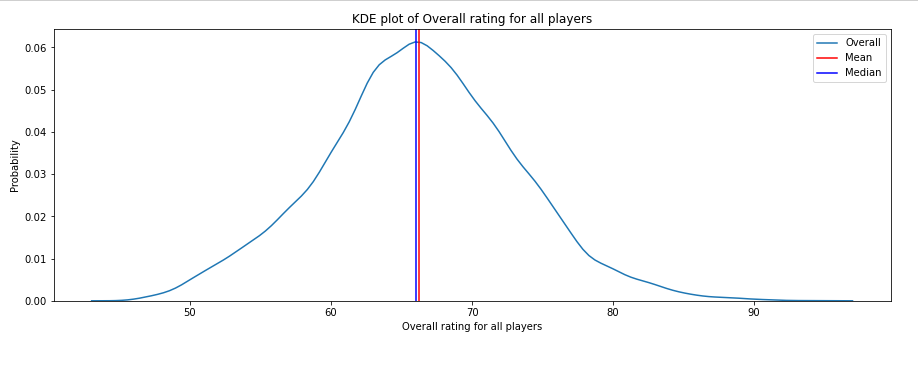 KDE plot of Overall rating for all players
Overall
Mean
Median
Probability
0.06
0.05
0.04
0.03
0.02
0.01
0.00
50 60 70 80 90
Overall rating for all players